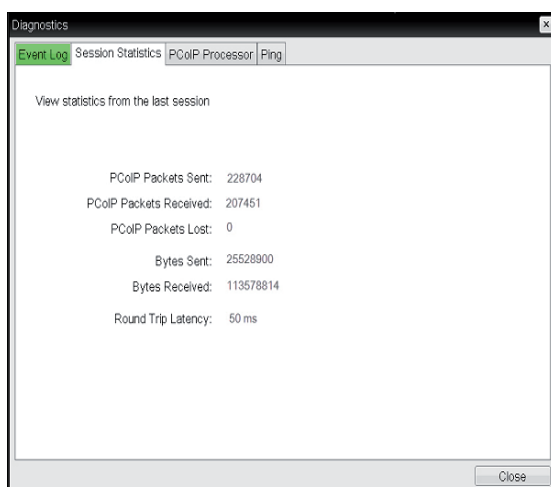 Diagnostics x
Event Log Session Statistics PCoIP Processor Ping
View statistics from the last session
PCoIP Packets Sent: 228704
PCoIP Packets Received: 207451
PCoIP Packets Lost: 0
Bytes Sent: 25528900
Bytes Received: 113578814
Round Trip Latency: 50 ms
Close